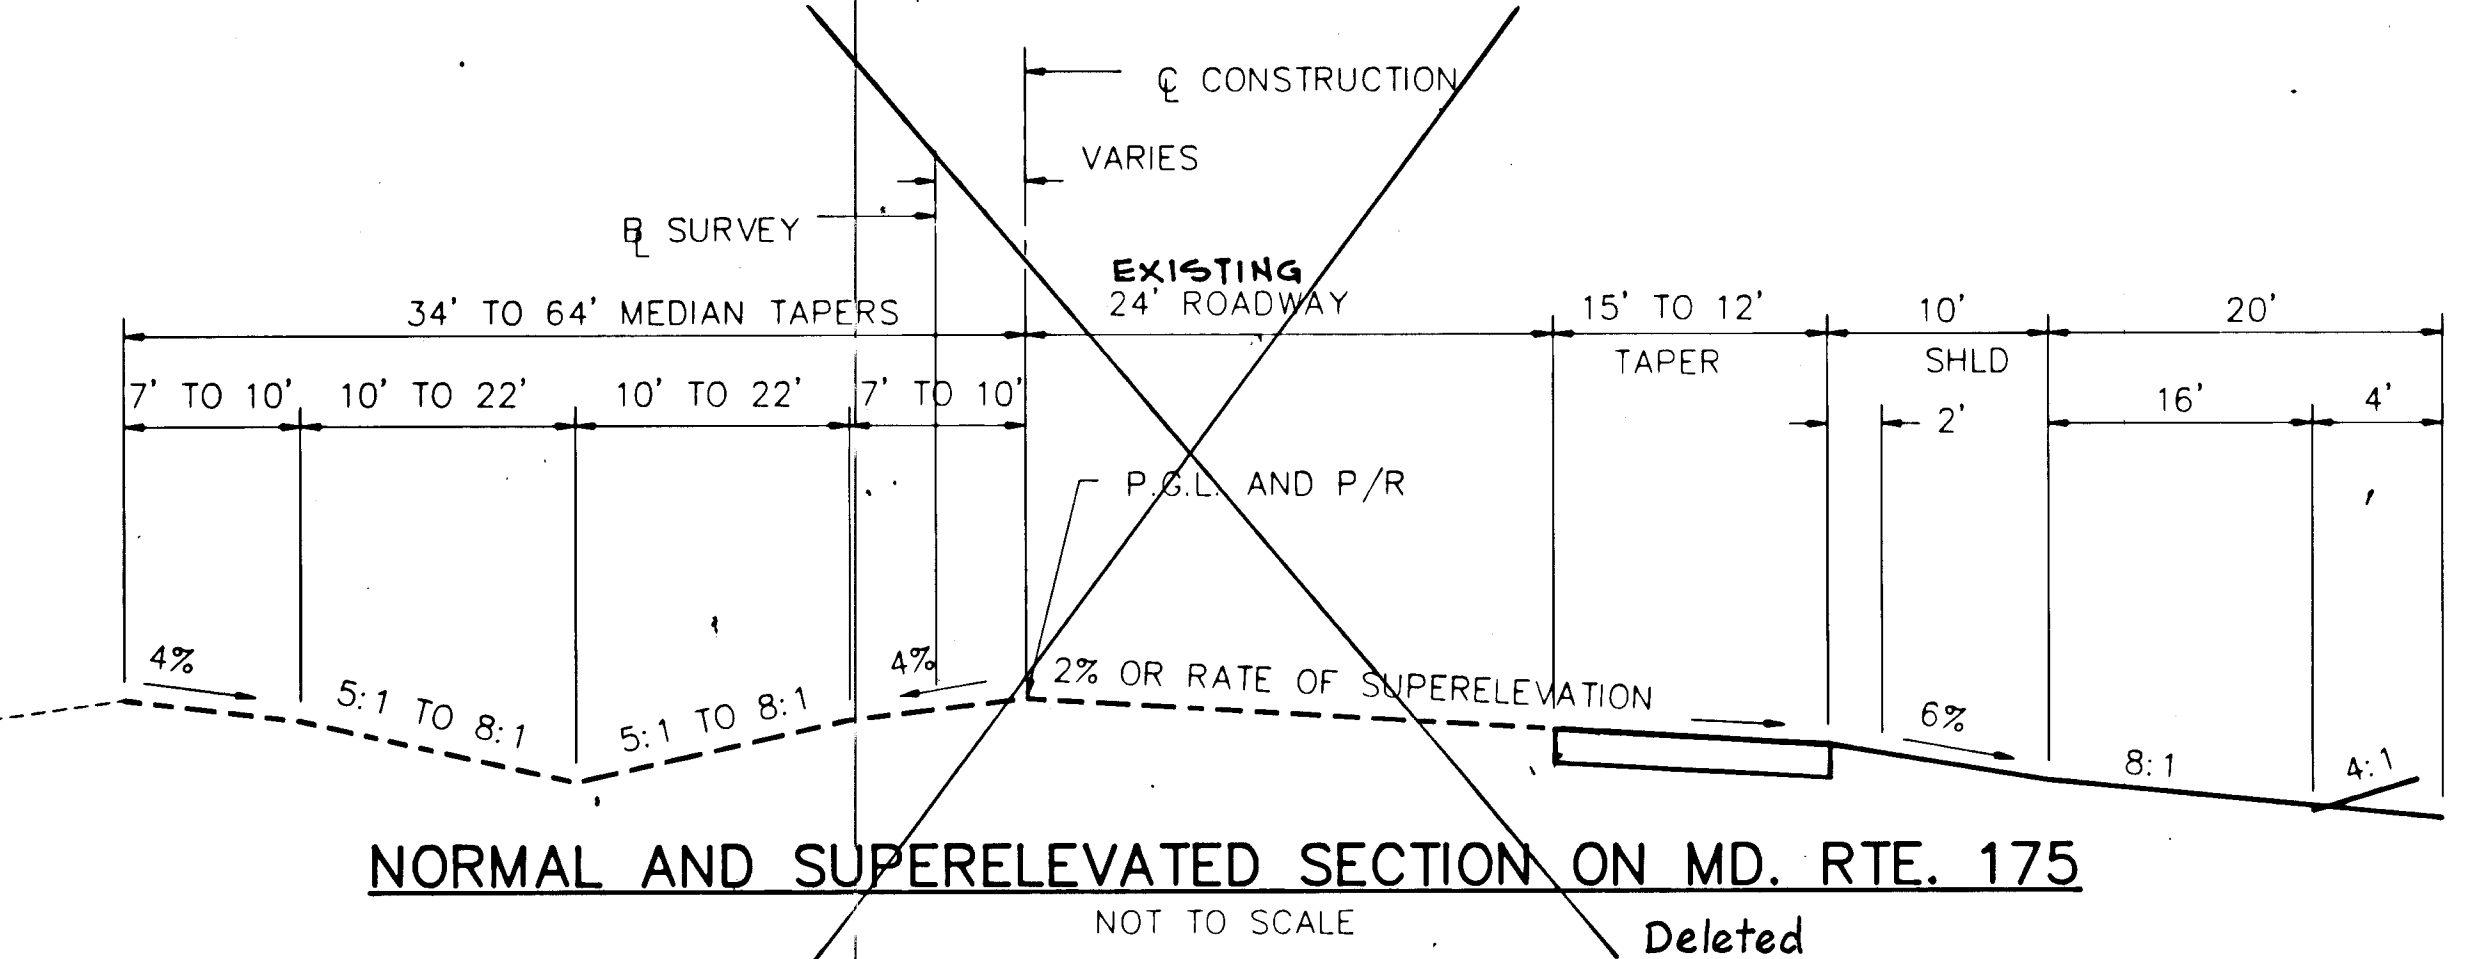 ℄ CONSTRUCTION
VARIES
B⅊ SURVEY
EXISTING
34' TO 64' MEDIAN TAPERS
24' ROADWAY
15' TO 12'
10'
20'
TAPER
SHLD
7' TO 10'
10' TO 22'
10' TO 22'
7' TO 10'
2'
16'
4'
P.G.L. AND P/R
4%
4%
2% OR RATE OF SUPERELEVATION
5:1 TO 8:1
5:1 TO 8:1
6%
8:1
4:1
NORMAL AND SUPERELEVATED SECTION ON MD. RTE. 175
NOT TO SCALE
Deleted